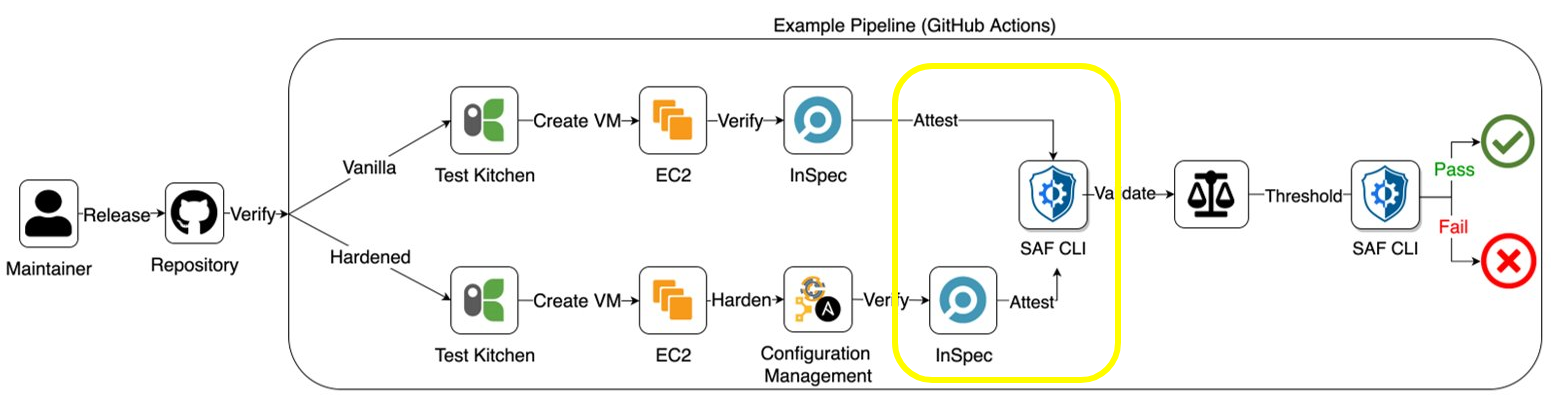 Example Pipeline (GitHub Actions)
Maintainer
Release
Repository
Verify
Vanilla
Test Kitchen
Create VM
EC2
Verify
InSpec
Attest
Hardened
Test Kitchen
Create VM
EC2
Harden
Configuration
Management
Verify
InSpec
Attest
SAF CLI
Validate
Threshold
SAF CLI
Pass
Fail